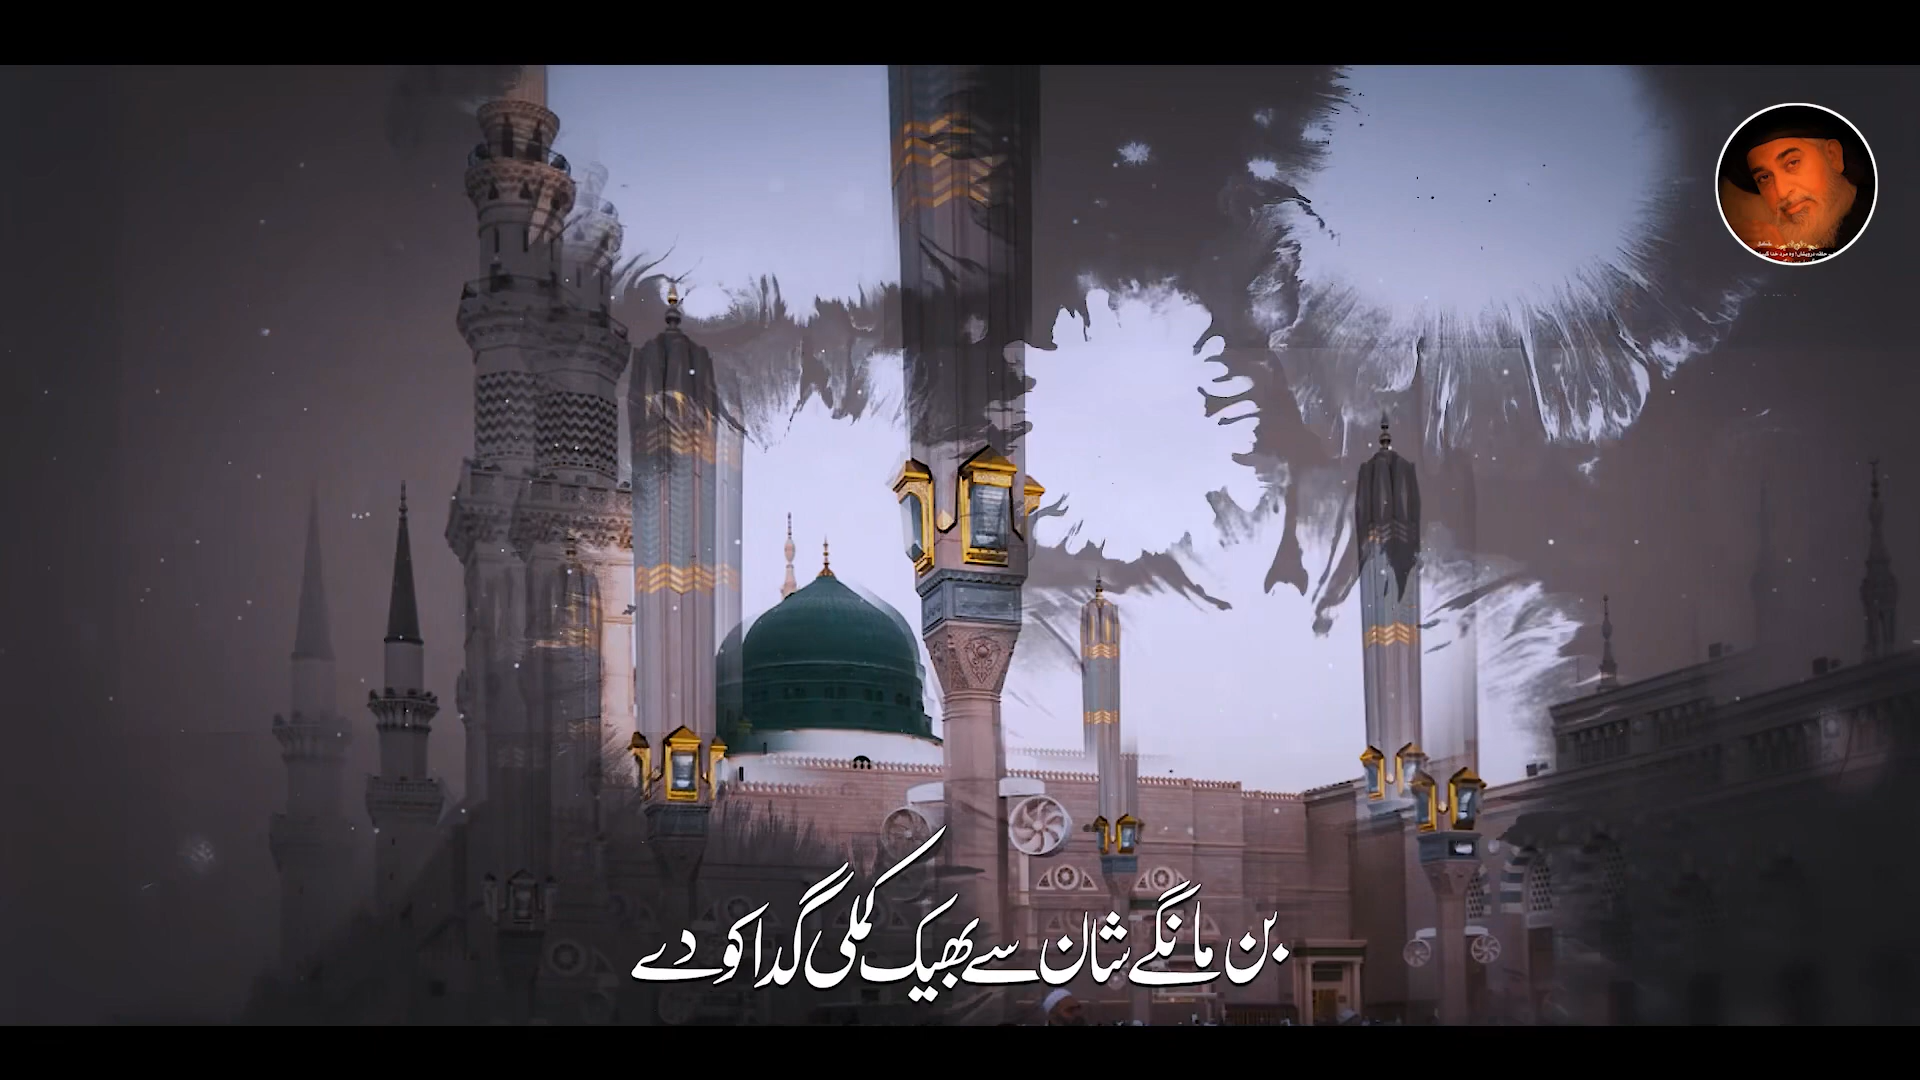 بن مانگے شان سے بھیک کملی گدا کو دے